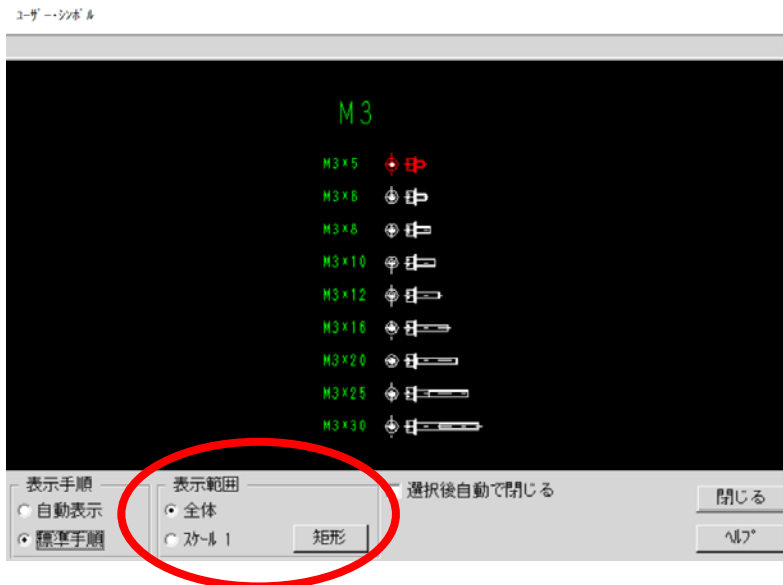 ユーザー・シンボル
M3
M3×5
M3×6
M3×8
M3×10
M3×12
M3×16
M3×20
M3×25
M3×30
表示手順 表示範囲 選択後自動で閉じる
自動表示 全体 閉じる
標準手順 スケール 1 矩形 ヘルプ